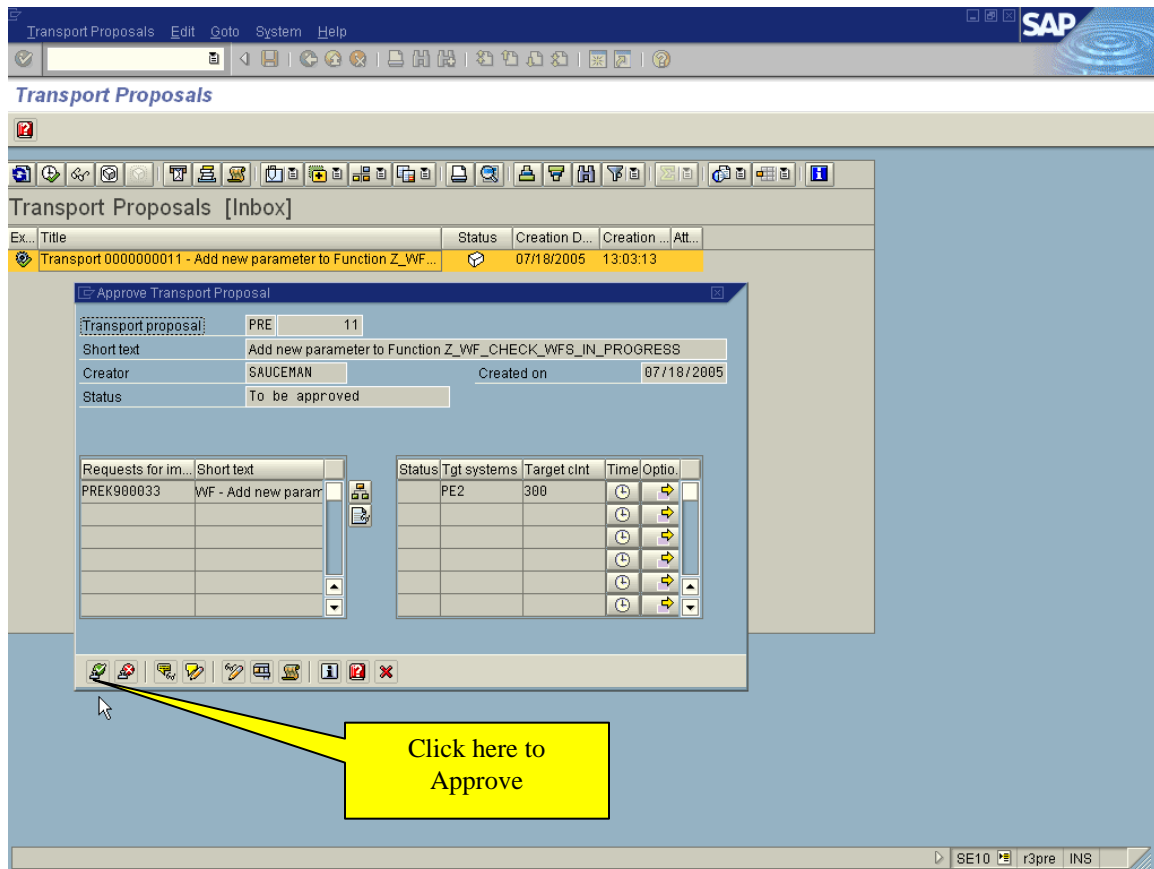 Transport Proposals Edit Goto System Help
SAP
Transport Proposals
Transport Proposals [Inbox]
Ex... Title Status Creation D... Creation ... Att...
Transport 0000000011 - Add new parameter to Function Z_WF... 07/18/2005 13:03:13
Approve Transport Proposal
Transport proposal PRE 11
Short text Add new parameter to Function Z_WF_CHECK_WFS_IN_PROGRESS
Creator SAUCEMAN Created on 07/18/2005
Status To be approved
Requests for im... Short text Status Tgt systems Target clnt Time Optio.
PREK900033 WF - Add new param PE2 300
Click here to
Approve
SE10 r3pre INS